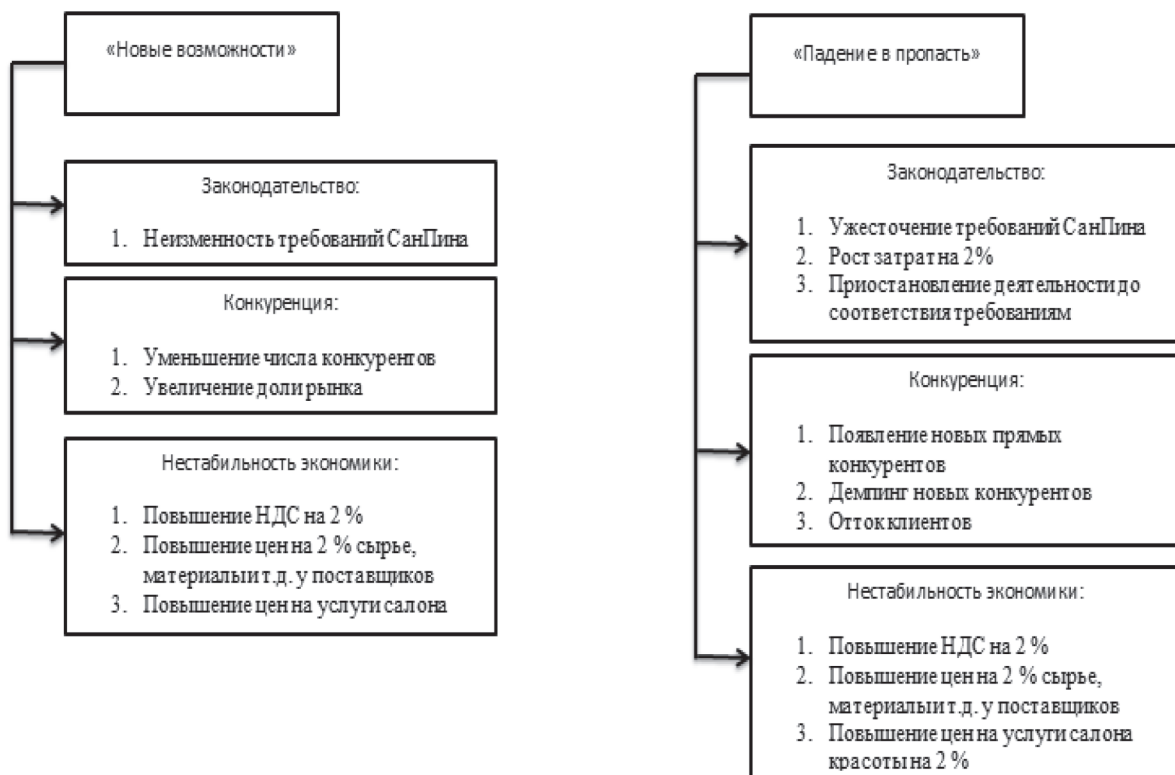 «Новые возможности»
Законодательство:
1. Неизменность требований СанПина
Конкуренция:
1. Уменьшение числа конкурентов
2. Увеличение доли рынка
Нестабильность экономики:
1. Повышение НДС на 2 %
2. Повышение цен на 2 % сырье,
материалы и т.д. у поставщиков
3. Повышение цен на услуги салона
«Падение в пропасть»
Законодательство:
1. Ужесточение требований СанПина
2. Рост затрат на 2%
3. Приостановление деятельности до
соответствия требованиям
Конкуренция:
1. Появление новых прямых
конкурентов
2. Демпинг новых конкурентов
3. Отток клиентов
Нестабильность экономики:
1. Повышение НДС на 2 %
2. Повышение цен на 2 % сырье,
материалы и т.д. у поставщиков
3. Повышение цен на услуги салона
красоты на 2 %